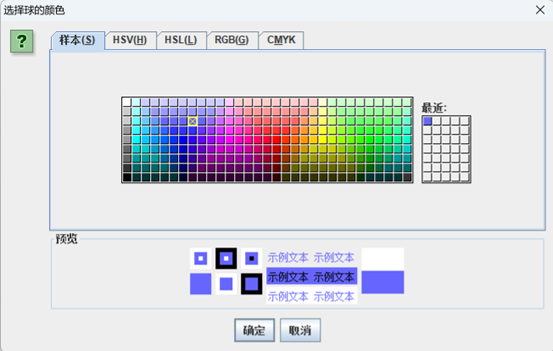 选择球的颜色
?
样本(S) HSV(H) HSL(L) RGB(G) CMYK
最近:
预览
示例文本 示例文本
示例文本 示例文本
示例文本 示例文本
确定 取消